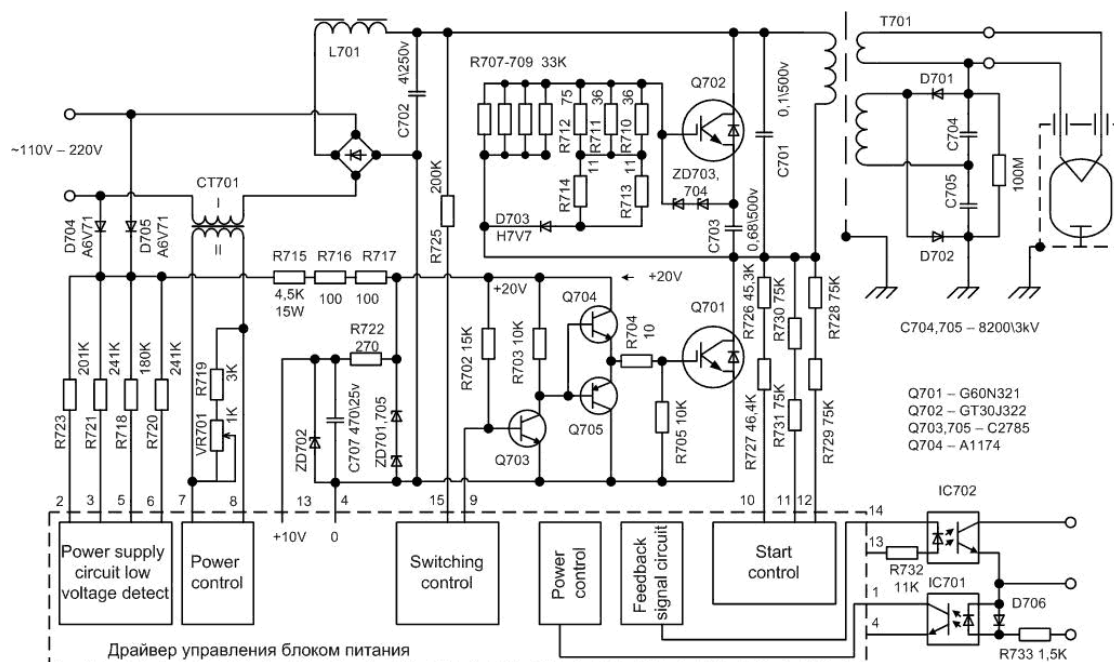 L701
4\250v
C702
R707-709 33K
75
36
36
R712
R711
R710
11
11
R714
R713
Q702
ZD703,
704
0,1\500v
C701
T701
D701
C704
C705
100M
D702
~110V – 220V
CT701
I
II
D704
A6V71
D705
A6V71
200K
R725
D703
H7V7
C703
0,68\500v
R715
R716
R717
4,5K
15W
100
100
+20V
+20V
Q704
Q701
R704
10
R726 45,3K
R730 75K
R728 75K
C704,705 – 8200\3kV
R722
270
R702 15K
R703 10K
201K
241K
180K
241K
R719
3K
VR701
1K
R723
R721
R718
R720
ZD702
C707 470\25v
ZD701,705
Q705
Q703
R705 10K
R727 46,4K
R731 75K
R729 75K
Q701 – G60N321
Q702 – GT30J322
Q703,705 – C2785
Q704 – A1174
2
3
5
6
7
8
13
4
15
9
10
11
12
IC702
14
+10V
0
Power supply
circuit low
voltage detect
Power
control
Switching
control
Power
control
Feedback
signal circuit
Start
control
13
R732
11K
IC701
1
D706
4
R733 1,5K
Драйвер управления блоком питания